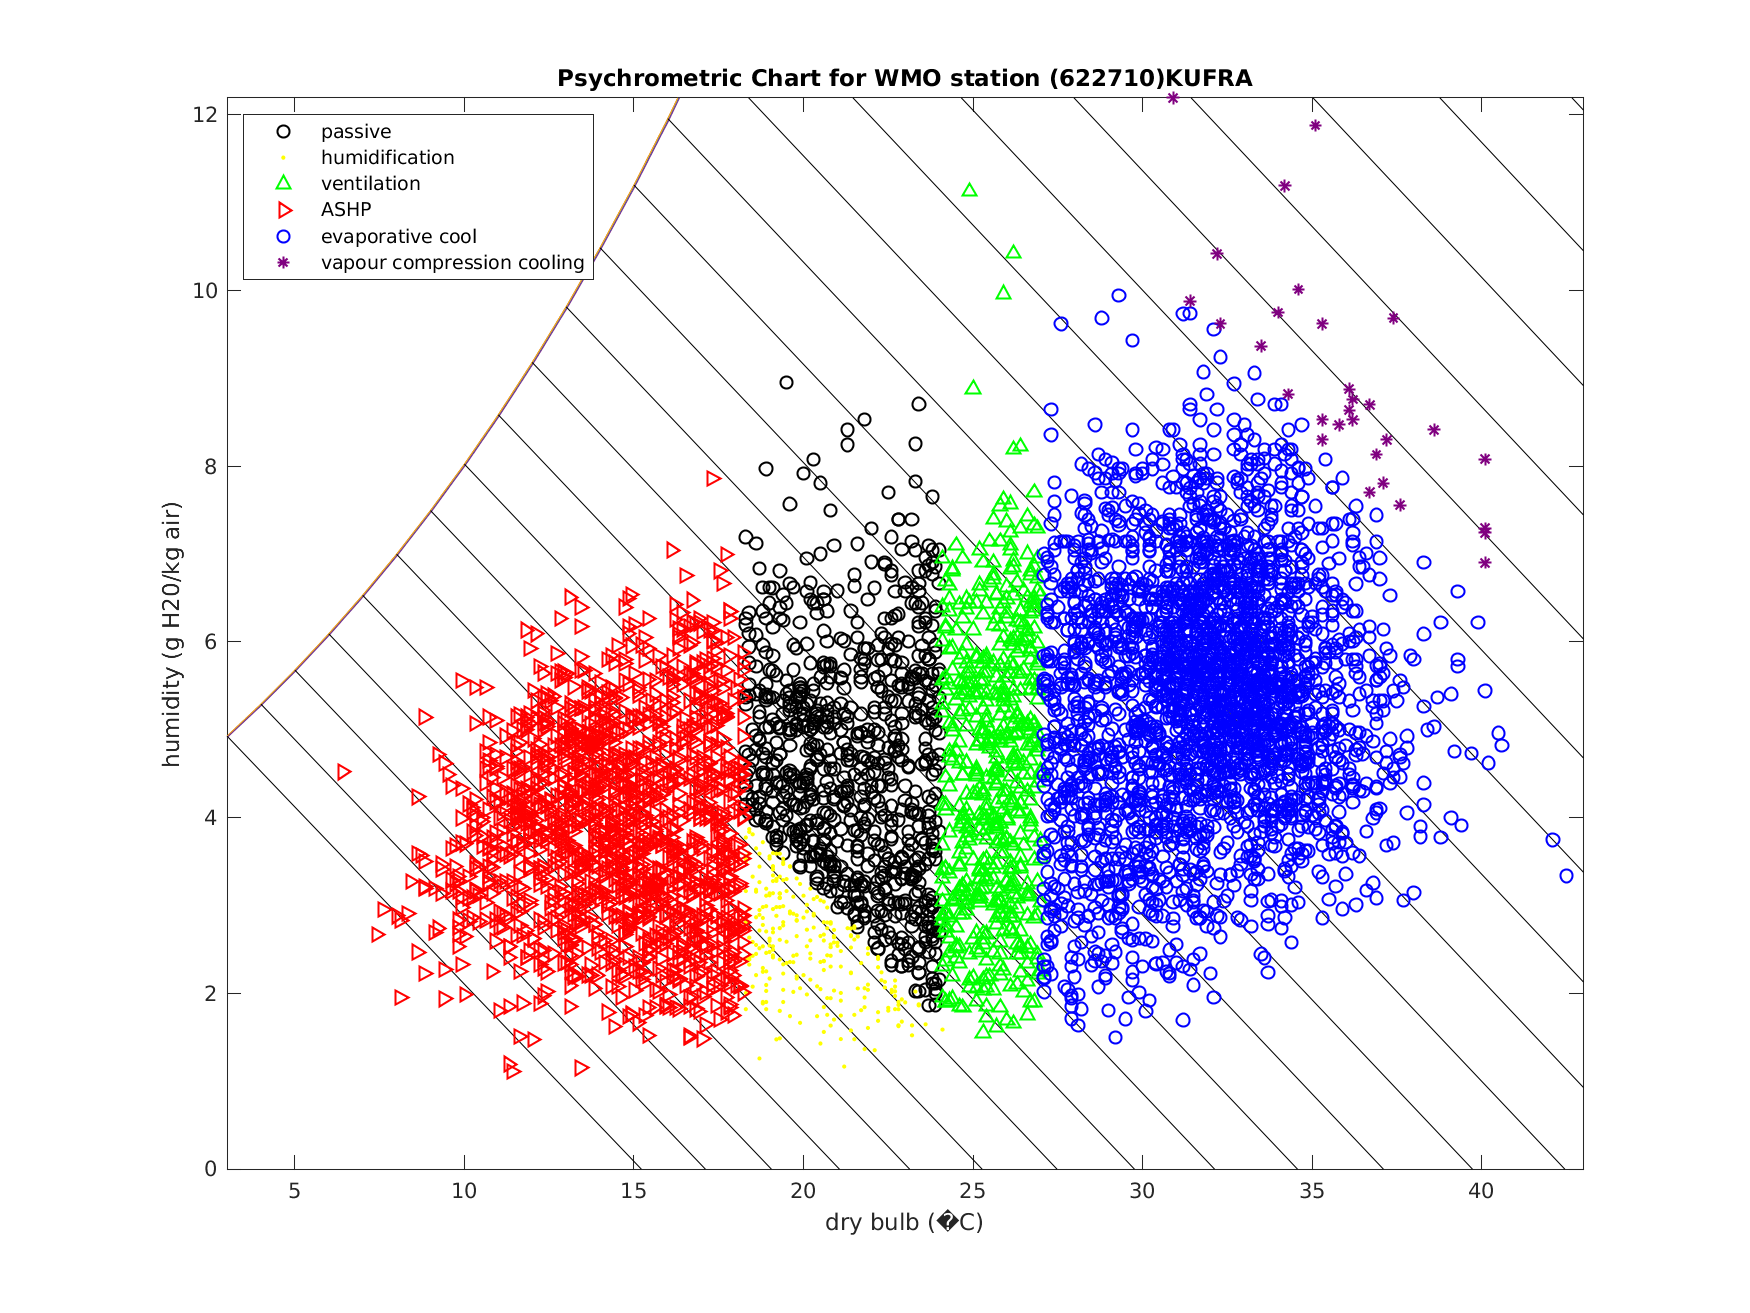 Psychrometric Chart for WMO station (622710)KUFRA
passive
humidification
ventilation
ASHP
evaporative cool
vapour compression cooling
12
10
8
6
4
2
0
humidity (g H20/kg air)
5 10 15 20 25 30 35 40
dry bulb (�C)